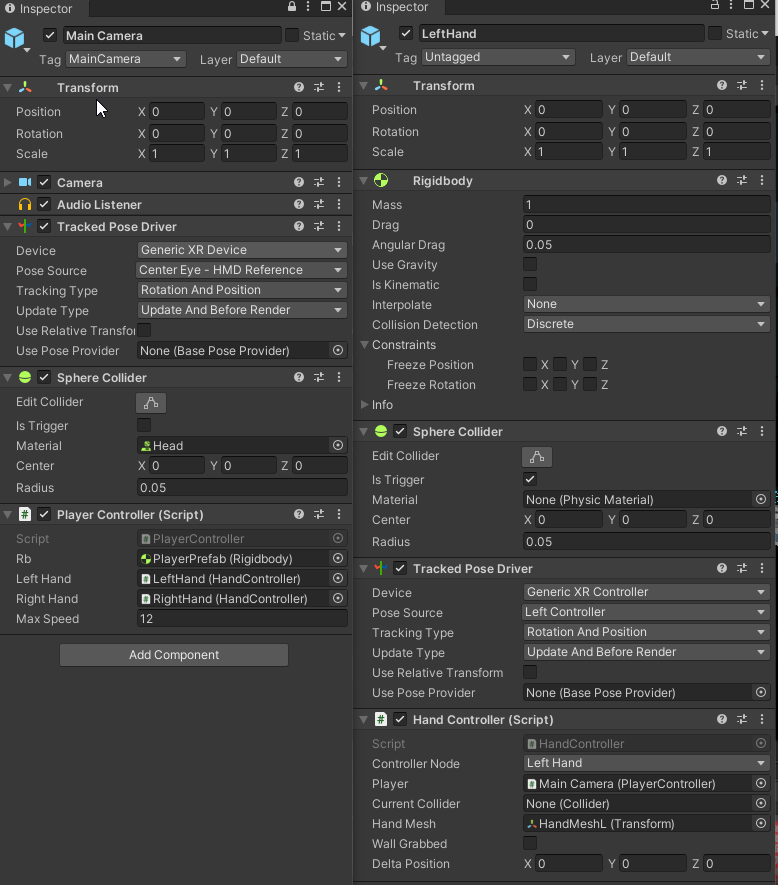 Inspector
Main Camera
Static
Tag MainCamera Layer Default
Transform
Position X 0 Y 0 Z 0
Rotation X 0 Y 0 Z 0
Scale X 1 Y 1 Z 1
Camera
Audio Listener
Tracked Pose Driver
Device Generic XR Device
Pose Source Center Eye - HMD Reference
Tracking Type Rotation And Position
Update Type Update And Before Render
Use Relative Transfor
Use Pose Provider None (Base Pose Provider)
Sphere Collider
Edit Collider
Is Trigger
Material Head
Center X 0 Y 0 Z 0
Radius 0.05
Player Controller (Script)
Script PlayerController
Rb PlayerPrefab (Rigidbody)
Left Hand LeftHand (HandController)
Right Hand RightHand (HandController)
Max Speed 12
Add Component
Inspector
LeftHand
Static
Tag Untagged Layer Default
Transform
Position X 0 Y 0 Z 0
Rotation X 0 Y 0 Z 0
Scale X 1 Y 1 Z 1
Rigidbody
Mass 1
Drag 0
Angular Drag 0.05
Use Gravity
Is Kinematic
Interpolate None
Collision Detection Discrete
Constraints
Freeze Position X Y Z
Freeze Rotation X Y Z
Info
Sphere Collider
Edit Collider
Is Trigger
Material None (Physic Material)
Center X 0 Y 0 Z 0
Radius 0.05
Tracked Pose Driver
Device Generic XR Controller
Pose Source Left Controller
Tracking Type Rotation And Position
Update Type Update And Before Render
Use Relative Transform
Use Pose Provider None (Base Pose Provider)
Hand Controller (Script)
Script HandController
Controller Node Left Hand
Player Main Camera (PlayerController)
Current Collider None (Collider)
Hand Mesh HandMeshL (Transform)
Wall Grabbed
Delta Position X 0 Y 0 Z 0